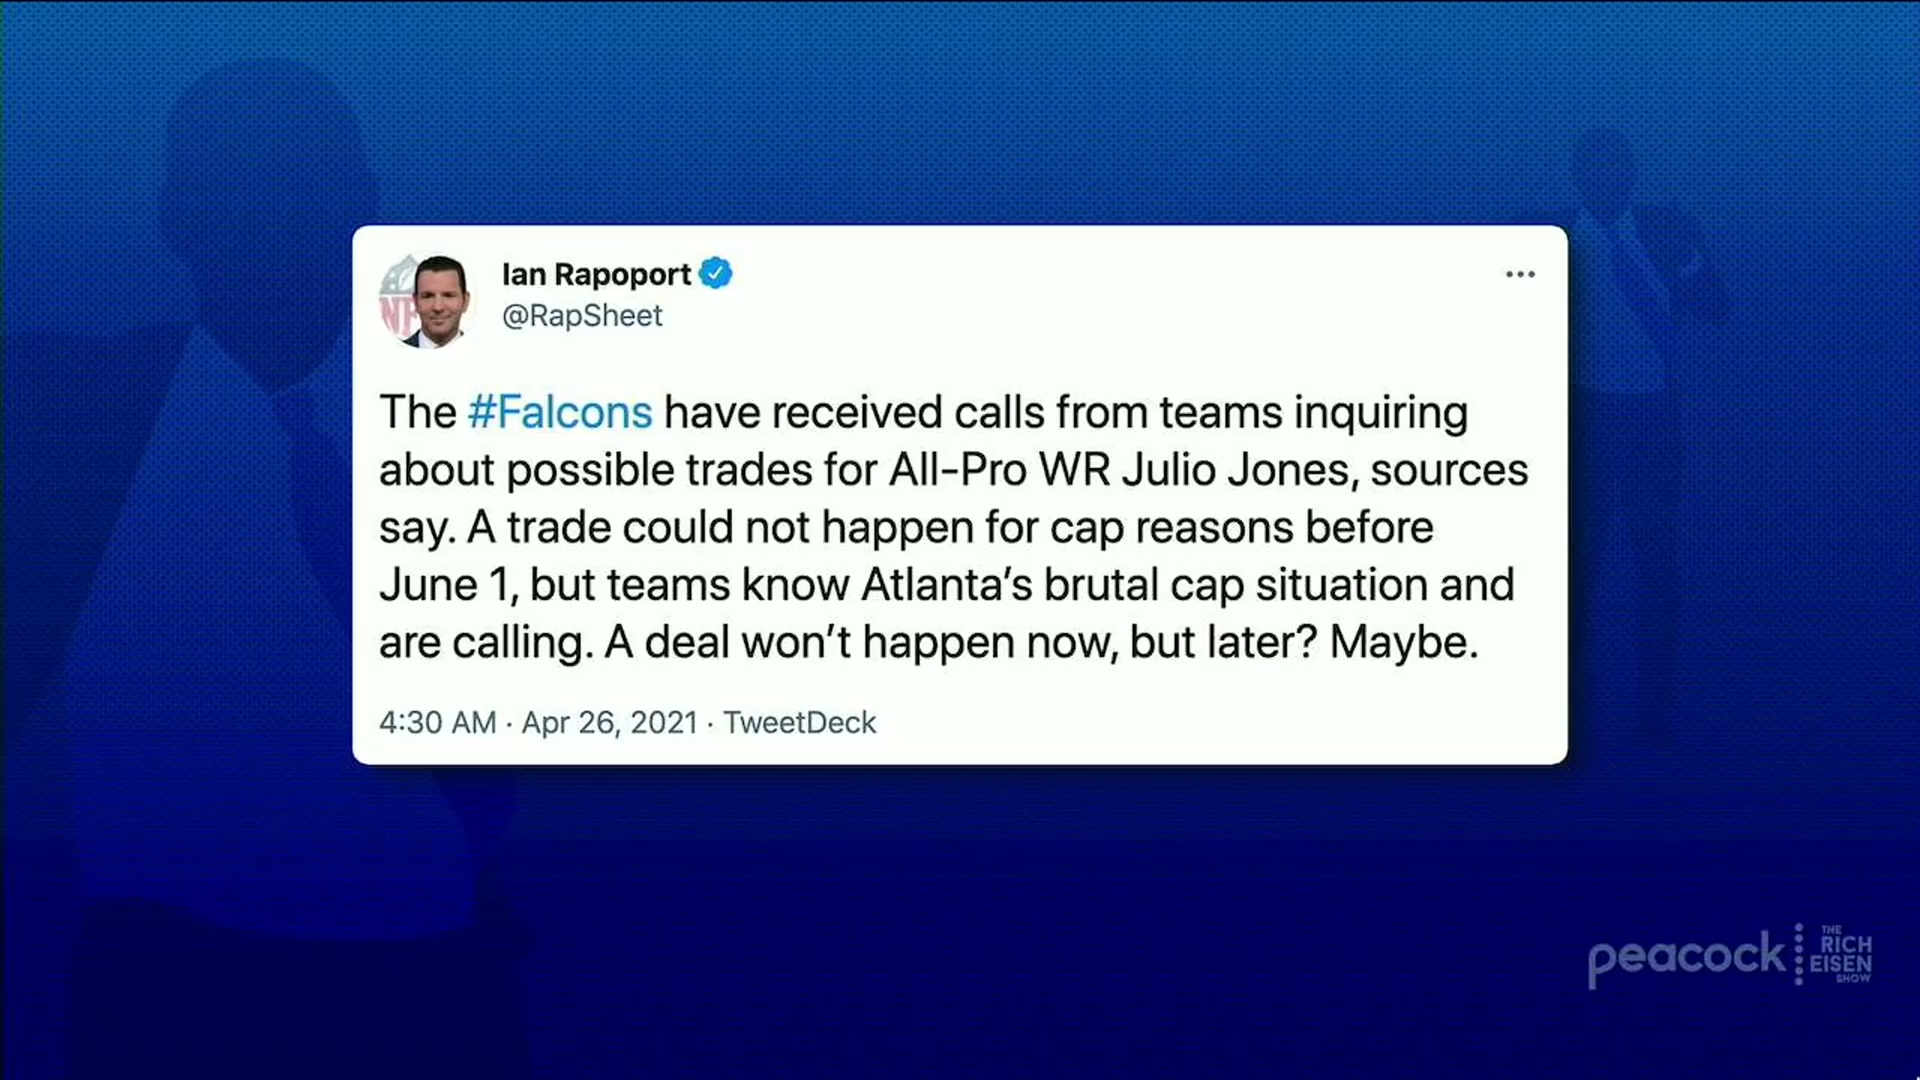 Ian Rapoport
@RapSheet
The #Falcons have received calls from teams inquiring
about possible trades for All-Pro WR Julio Jones, sources
say. A trade could not happen for cap reasons before
June 1, but teams know Atlanta’s brutal cap situation and
are calling. A deal won’t happen now, but later? Maybe.
4:30 AM · Apr 26, 2021 · TweetDeck
peacock
THE
RICH
EISEN
SHOW